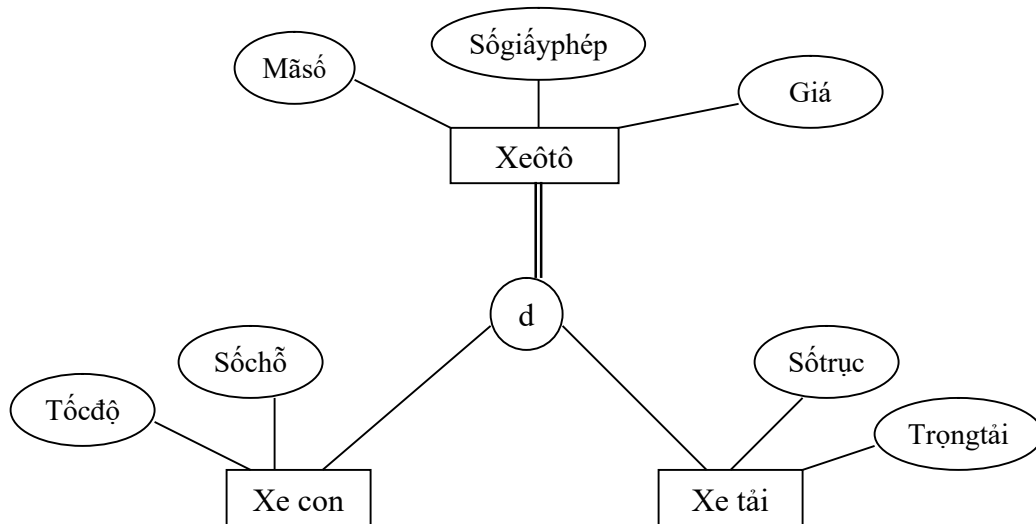 Sốgiấyphép
Mãsố
Giá
Xeôtô
d
Sốchỗ
Sốtrục
Tốcđộ
Trọngtải
Xe con
Xe tải